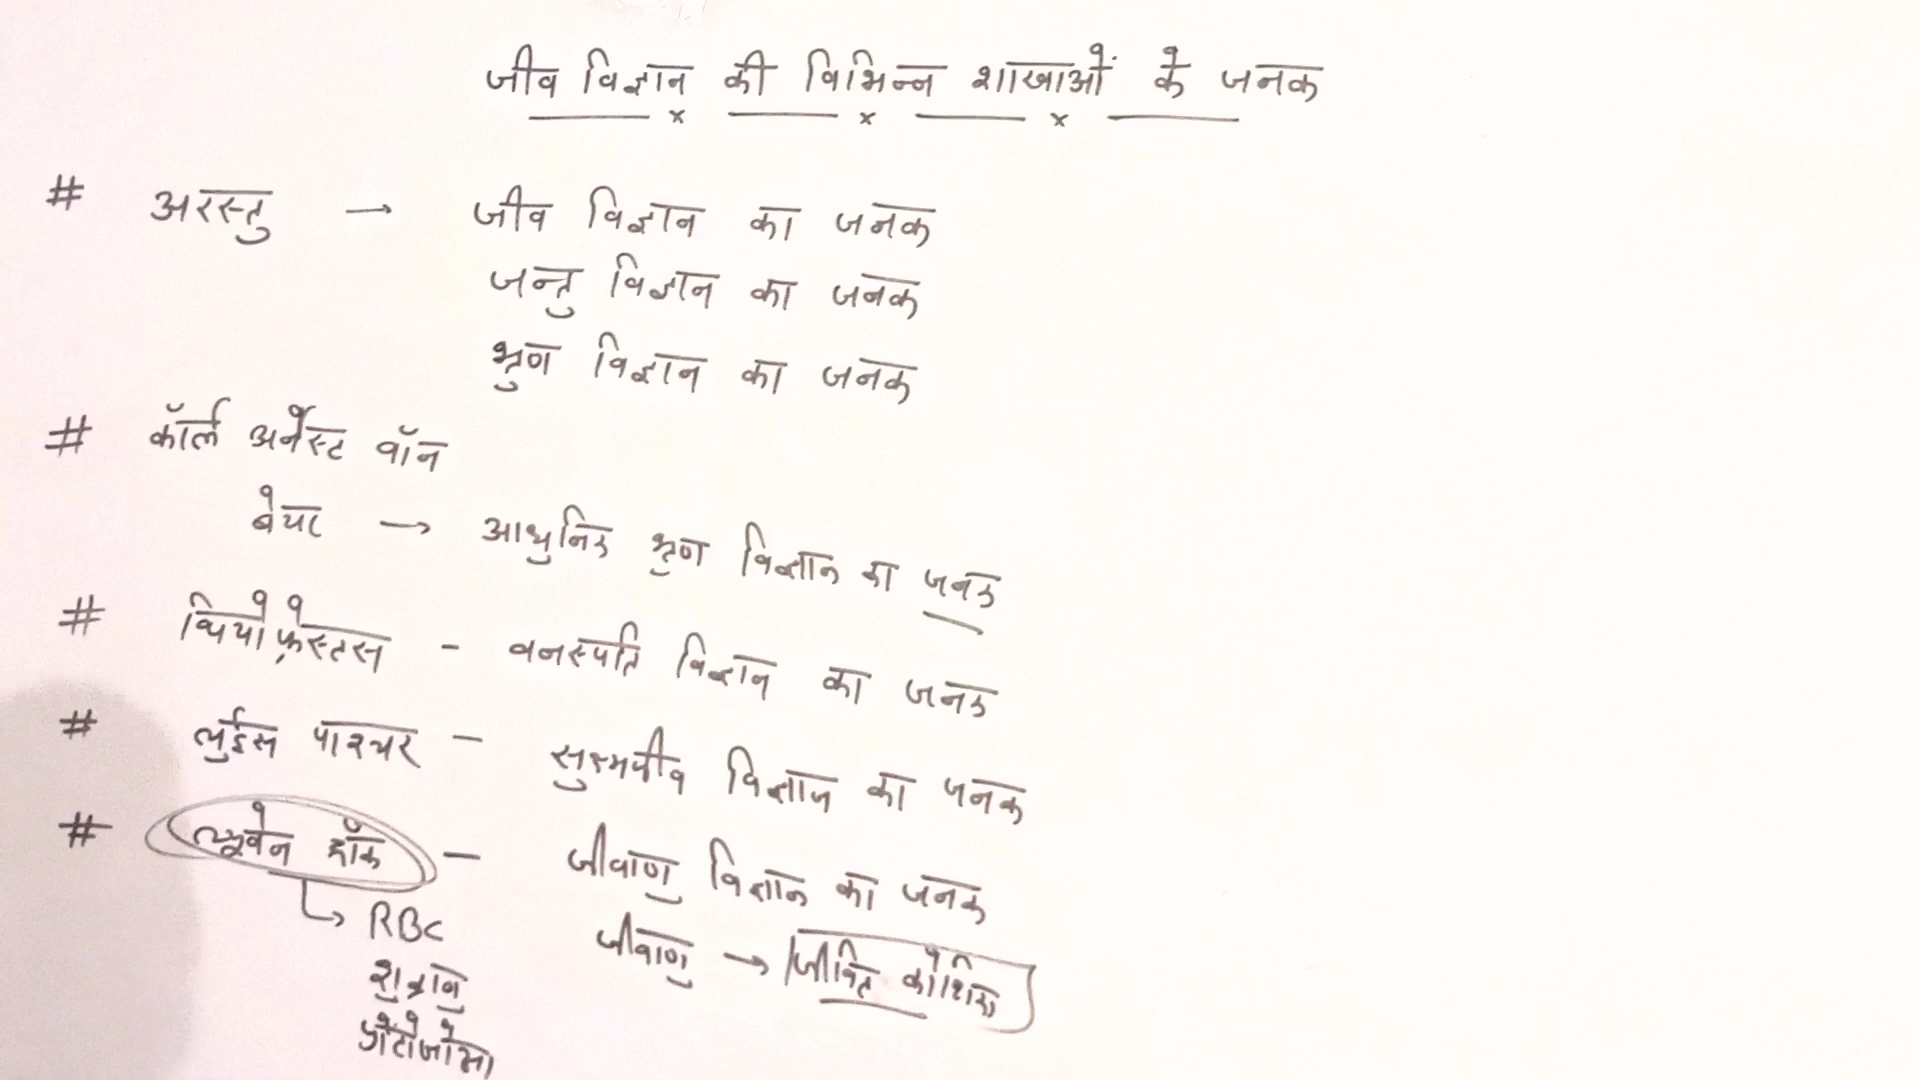 जीव विज्ञान की विभिन्न शाखाओं के जनक
# अरस्तु → जीव विज्ञान का जनक
जन्तु विज्ञान का जनक
भ्रुण विज्ञान का जनक
# कॉर्ल अर्नेस्ट वॉन
बेयर → आधुनिक भ्रुण विज्ञान का जनक
# थियोफ्रेस्टस - वनस्पति विज्ञान का जनक
# लुईस पाश्चर - सुक्ष्मजीव विज्ञान का जनक
# ल्यूवेन हॉक - जीवाणु विज्ञान का जनक
↳ RBC
जीवाणु → जीवित कोशिका
शुक्राणु
प्रोटोजोआ